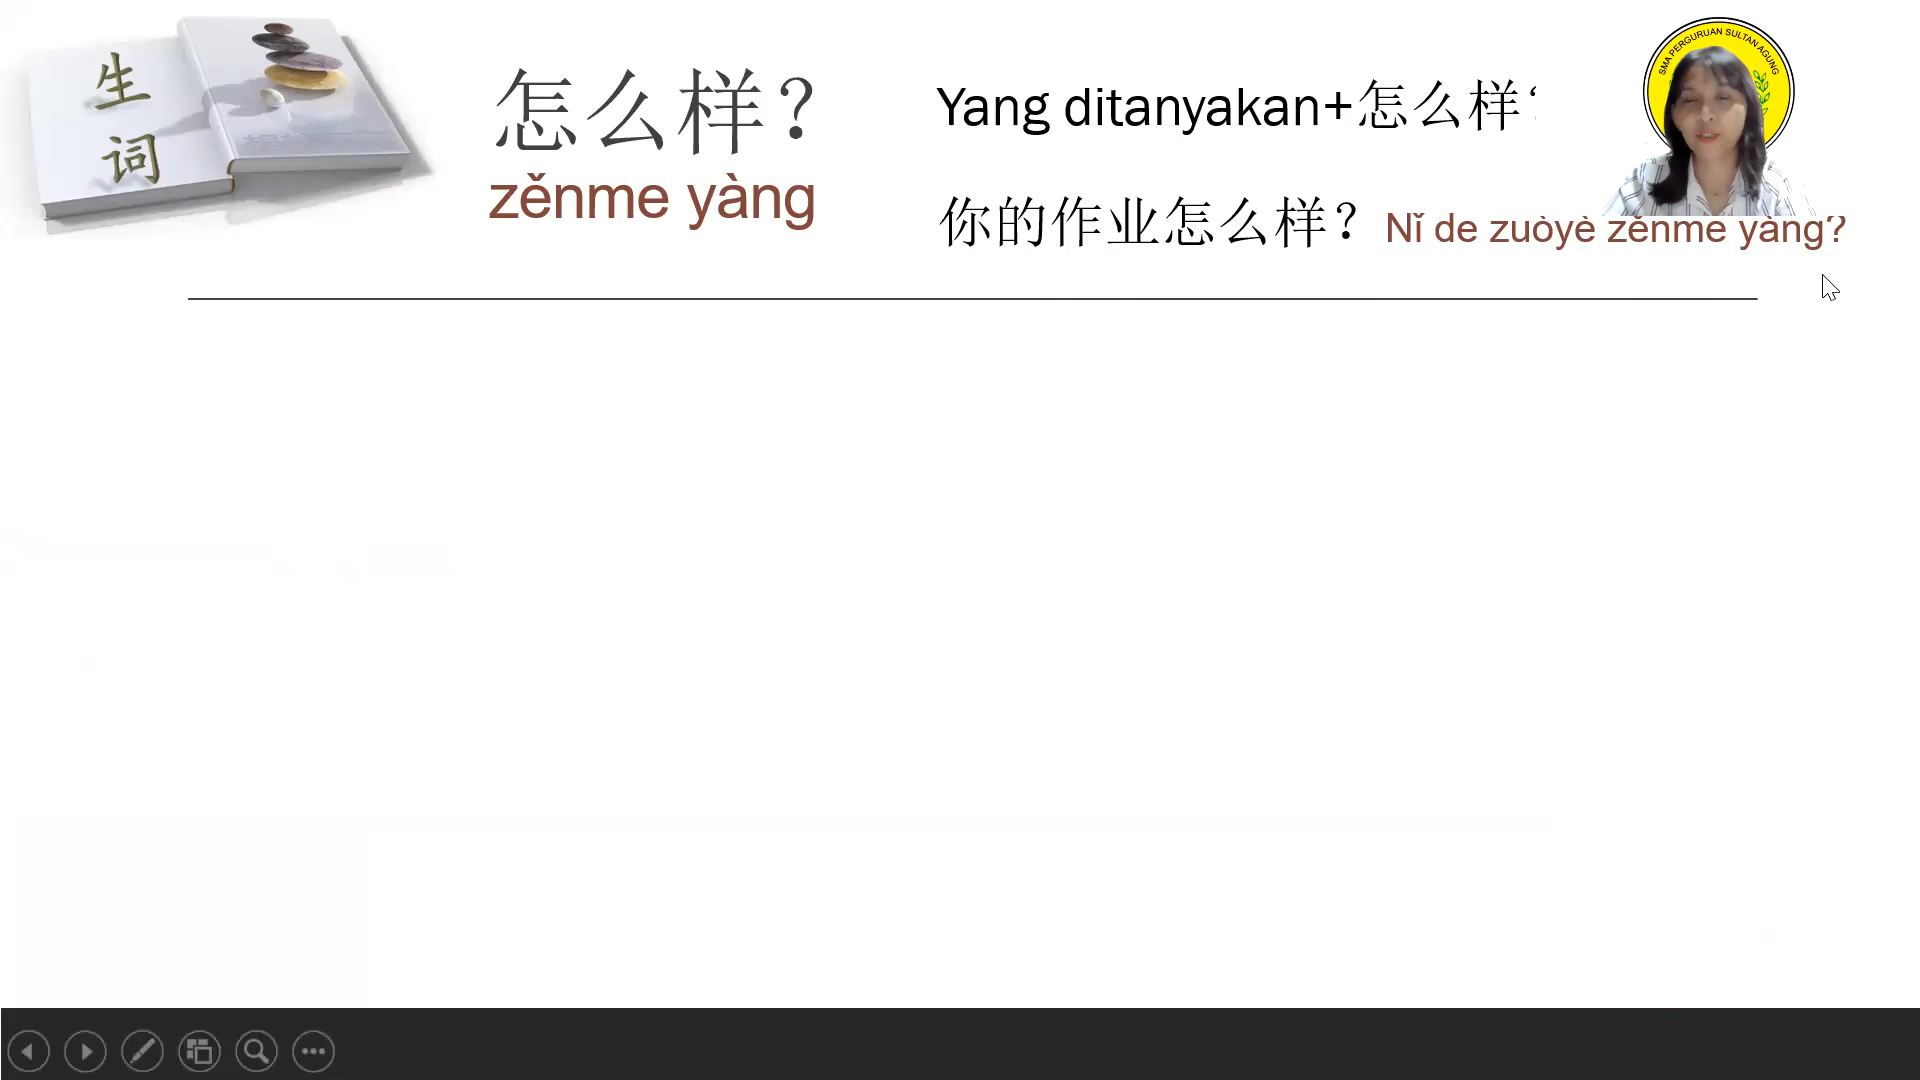 生
词
怎么样?
zěnme yàng
Yang ditanyakan+怎么样?
你的作业怎么样? Nǐ de zuòyè zěnme yàng?
SMA PERGURUAN SULTAN AGUNG